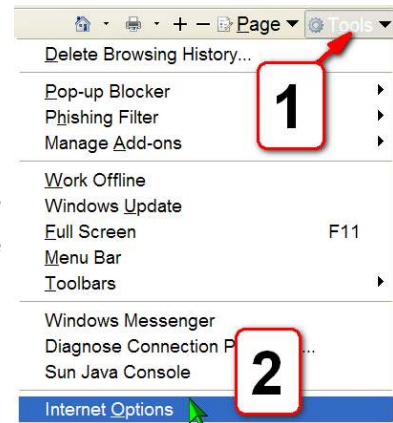 Page Tools
Delete Browsing History...
1
Pop-up Blocker
Phishing Filter
Manage Add-ons
Work Offline
Windows Update
Full Screen F11
Menu Bar
Toolbars
Windows Messenger
Diagnose Connection P ...
Sun Java Console
2
Internet Options